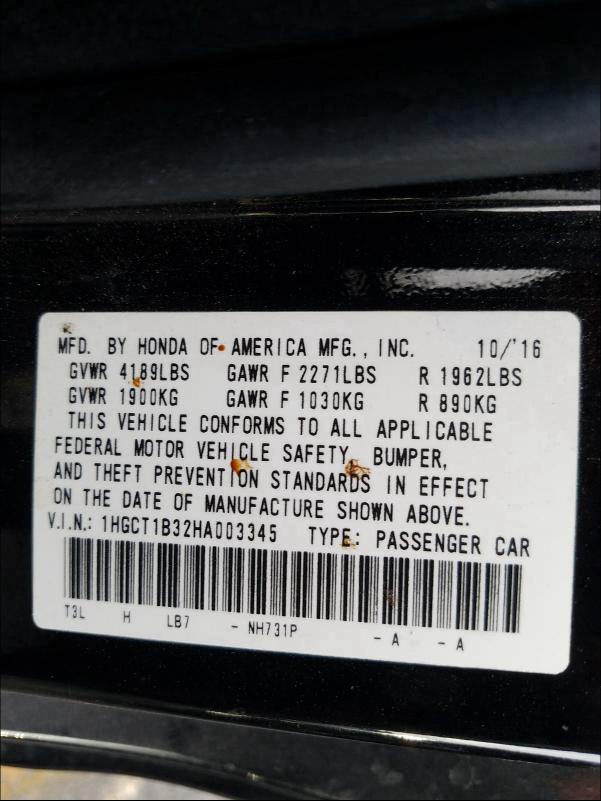 MFD. BY HONDA OF AMERICA MFG., INC. 10/'16
GVWR 4189LBS GAWR F 2271LBS R 1962LBS
GVWR 1900KG GAWR F 1030KG R 890KG
THIS VEHICLE CONFORMS TO ALL APPLICABLE
FEDERAL MOTOR VEHICLE SAFETY, BUMPER,
AND THEFT PREVENTION STANDARDS IN EFFECT
ON THE DATE OF MANUFACTURE SHOWN ABOVE.
V.I.N.: 1HGCT1B32HA003345 TYPE: PASSENGER CAR
T3L H LB7 - NH731P - A - A